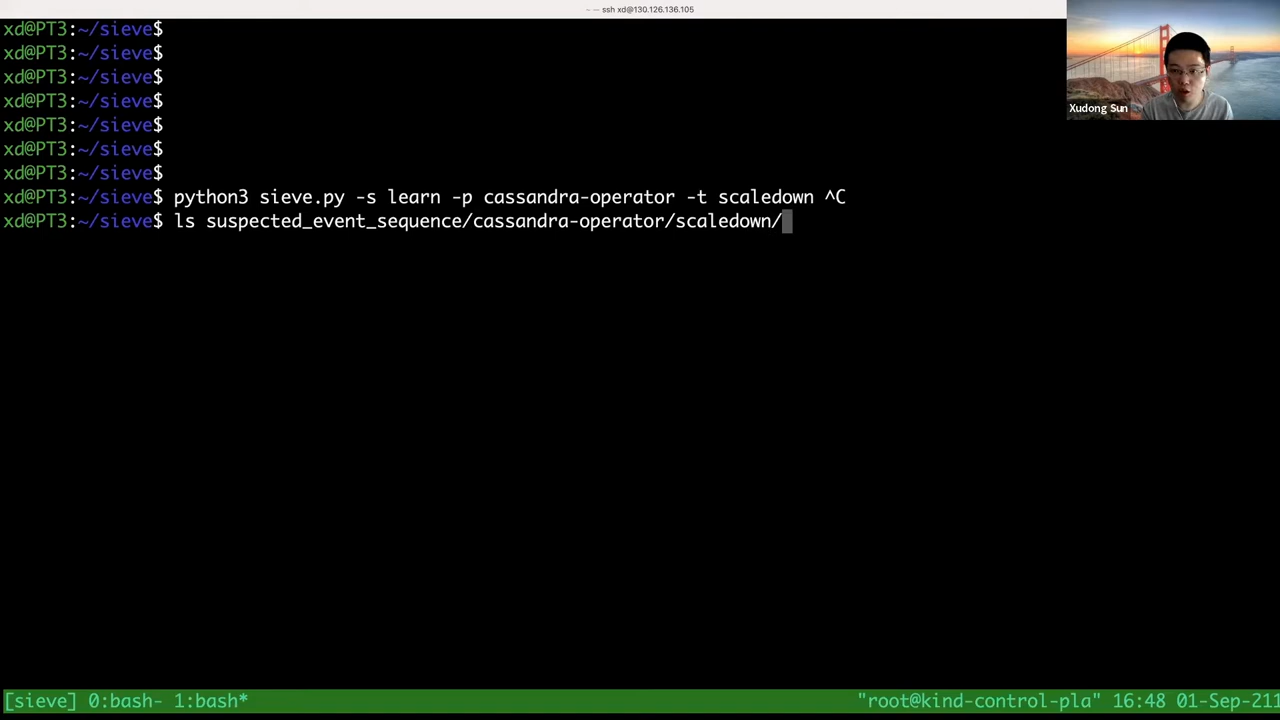 ~ — ssh xd@130.126.136.105
xd@PT3:~/sieve$
xd@PT3:~/sieve$
xd@PT3:~/sieve$
xd@PT3:~/sieve$
xd@PT3:~/sieve$
xd@PT3:~/sieve$
xd@PT3:~/sieve$
xd@PT3:~/sieve$ python3 sieve.py -s learn -p cassandra-operator -t scaledown ^C
xd@PT3:~/sieve$ ls suspected_event_sequence/cassandra-operator/scaledown/
Xudong Sun
[sieve] 0:bash- 1:bash* "root@kind-control-pla" 16:48 01-Sep-211